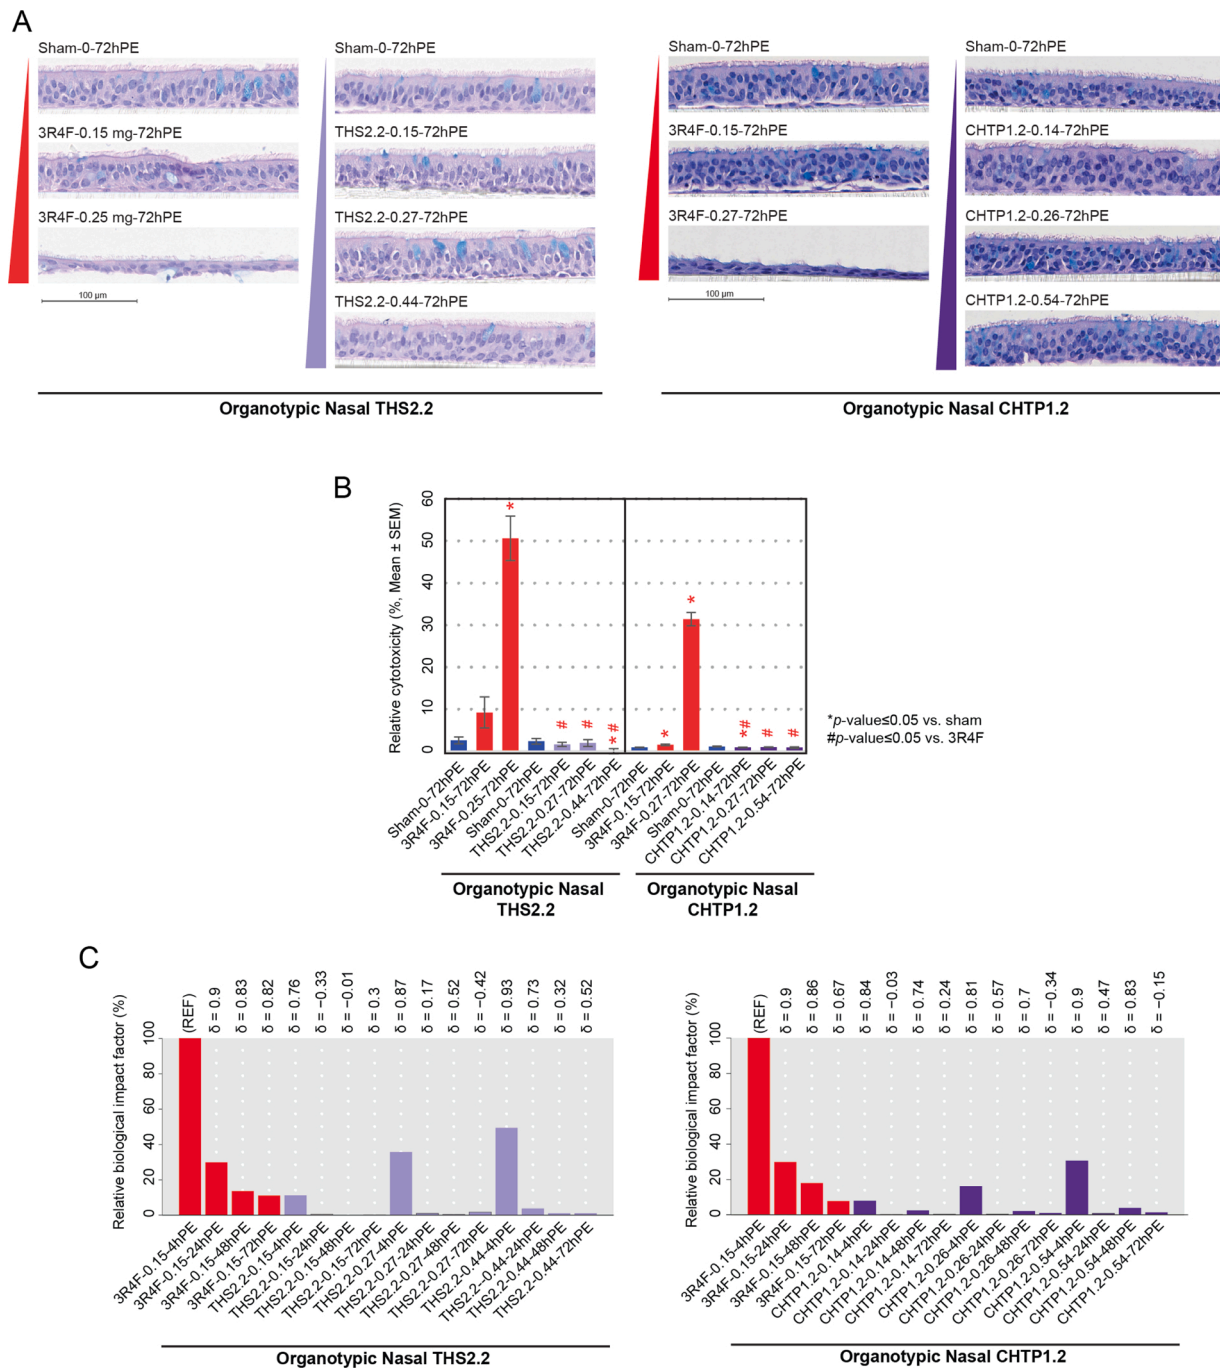 A
Sham-0-72hPE
3R4F-0.15 mg-72hPE
3R4F-0.25 mg-72hPE
100 µm
Sham-0-72hPE
THS2.2-0.15-72hPE
THS2.2-0.27-72hPE
THS2.2-0.44-72hPE
Organotypic Nasal THS2.2
Sham-0-72hPE
3R4F-0.15-72hPE
3R4F-0.27-72hPE
100 µm
Sham-0-72hPE
CHTP1.2-0.14-72hPE
CHTP1.2-0.26-72hPE
CHTP1.2-0.54-72hPE
Organotypic Nasal CHTP1.2
B
Relative cytotoxicity (%, Mean ± SEM)
60
50
40
30
20
10
0
*
#
#
#
*
*
*
*#
#
#
*p-value≤0.05 vs. sham
#p-value≤0.05 vs. 3R4F
Sham-0-72hPE
3R4F-0.15-72hPE
3R4F-0.25-72hPE
Sham-0-72hPE
THS2.2-0.15-72hPE
THS2.2-0.27-72hPE
THS2.2-0.44-72hPE
Sham-0-72hPE
3R4F-0.15-72hPE
3R4F-0.27-72hPE
Sham-0-72hPE
CHTP1.2-0.14-72hPE
CHTP1.2-0.27-72hPE
CHTP1.2-0.54-72hPE
Organotypic Nasal
THS2.2
Organotypic Nasal
CHTP1.2
C
Relative biological impact factor (%)
100
80
60
40
20
0
(REF)
δ = 0.9
δ = 0.83
δ = 0.82
δ = 0.76
δ = −0.33
δ = −0.01
δ = 0.3
δ = 0.87
δ = 0.17
δ = 0.52
δ = −0.42
δ = 0.93
δ = 0.73
δ = 0.32
δ = 0.52
3R4F-0.15-4hPE
3R4F-0.15-24hPE
3R4F-0.15-48hPE
3R4F-0.15-72hPE
THS2.2-0.15-4hPE
THS2.2-0.15-24hPE
THS2.2-0.15-48hPE
THS2.2-0.15-72hPE
THS2.2-0.27-4hPE
THS2.2-0.27-24hPE
THS2.2-0.27-48hPE
THS2.2-0.27-72hPE
THS2.2-0.44-4hPE
THS2.2-0.44-24hPE
THS2.2-0.44-48hPE
THS2.2-0.44-72hPE
Organotypic Nasal THS2.2
Relative biological impact factor (%)
100
80
60
40
20
0
(REF)
δ = 0.9
δ = 0.86
δ = 0.67
δ = 0.84
δ = −0.03
δ = 0.74
δ = 0.24
δ = 0.81
δ = 0.57
δ = 0.7
δ = −0.34
δ = 0.9
δ = 0.47
δ = 0.83
δ = −0.15
3R4F-0.15-4hPE
3R4F-0.15-24hPE
3R4F-0.15-48hPE
3R4F-0.15-72hPE
CHTP1.2-0.14-4hPE
CHTP1.2-0.14-24hPE
CHTP1.2-0.14-48hPE
CHTP1.2-0.14-72hPE
CHTP1.2-0.26-4hPE
CHTP1.2-0.26-24hPE
CHTP1.2-0.26-48hPE
CHTP1.2-0.26-72hPE
CHTP1.2-0.54-4hPE
CHTP1.2-0.54-24hPE
CHTP1.2-0.54-48hPE
CHTP1.2-0.54-72hPE
Organotypic Nasal CHTP1.2